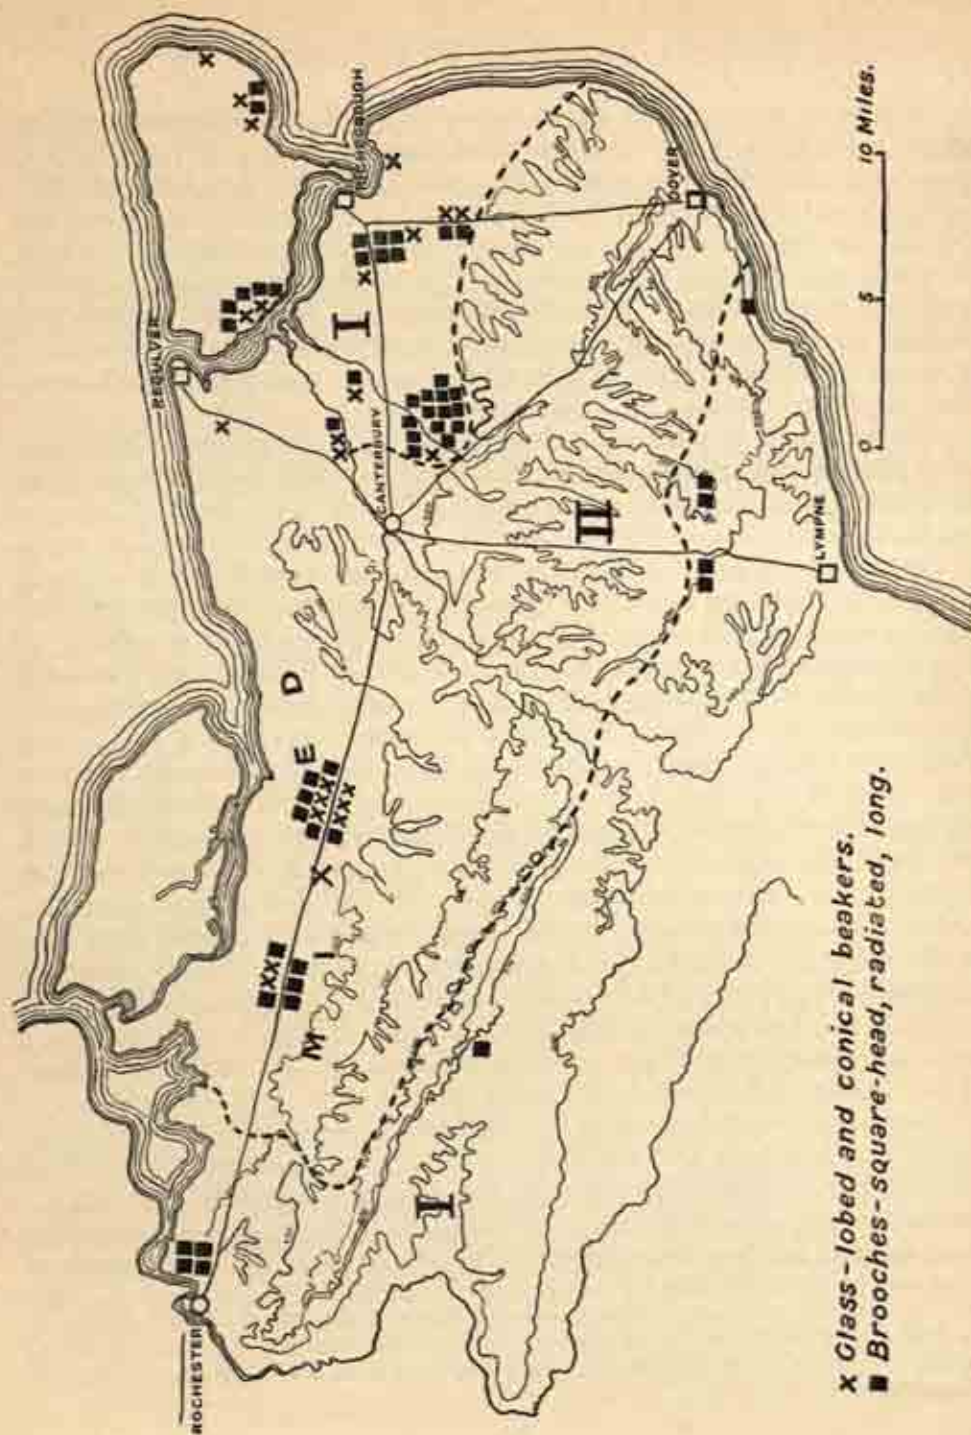 ROCHESTER
RECULVER
RICHBOROUGH
CANTERBURY
DOVER
LYMPNE
I
II
I
M I D E D
X Glass-lobed and conical beakers.
■ Brooches-square-head, radiated, long.
0 5 10 Miles.